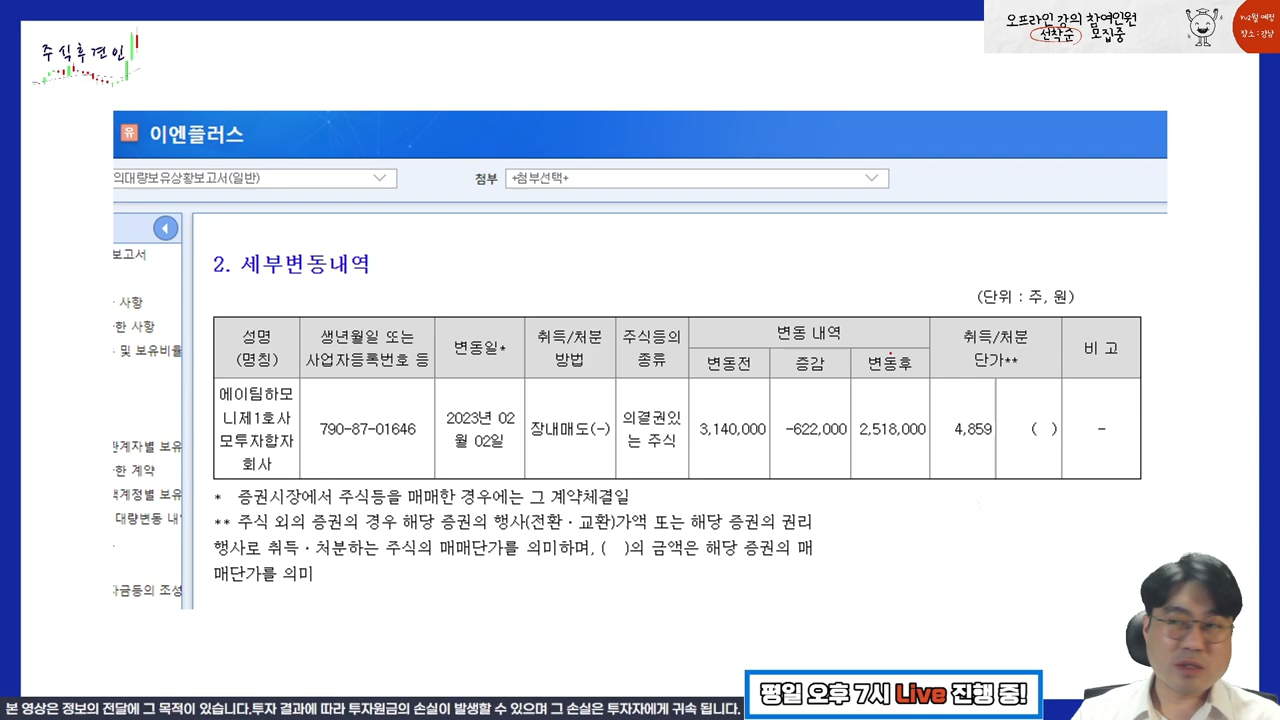 오프라인 강의 참여인원
선착순 모집중
장소 : 강남
주식후견인
유 이엔플러스
의대량보유상황보고서(일반)
첨부
+첨부선택+
보고서
사항
한 사항
및 보유비율
관계자별 보유
한 계약
대량변동 내
자금등의 조성
2. 세부변동내역
(단위 : 주, 원)
성명 (명칭)
생년월일 또는 사업자등록번호 등
변동일*
취득/처분 방법
주식등의 종류
변동 내역
변동전
증감
변동후
취득/처분 단가**
비 고
에이팀하모니제1호사모투자합자회사
790-87-01646
2023년 02월 02일
장내매도(-)
의결권있는 주식
3,140,000
-622,000
2,518,000
4,859
( )
-
* 증권시장에서 주식등을 매매한 경우에는 그 계약체결일
** 주식 외의 증권의 경우 해당 증권의 행사(전환·교환)가액 또는 해당 증권의 권리
행사로 취득·처분하는 주식의 매매단가를 의미하며, ( )의 금액은 해당 증권의 매
매단가를 의미
평일 오후 7시 Live 진행 중!
본 영상은 정보의 전달에 그 목적이 있습니다.투자 결과에 따라 투자원금의 손실이 발생할 수 있으며 그 손실은 투자자에게 귀속 됩니다.